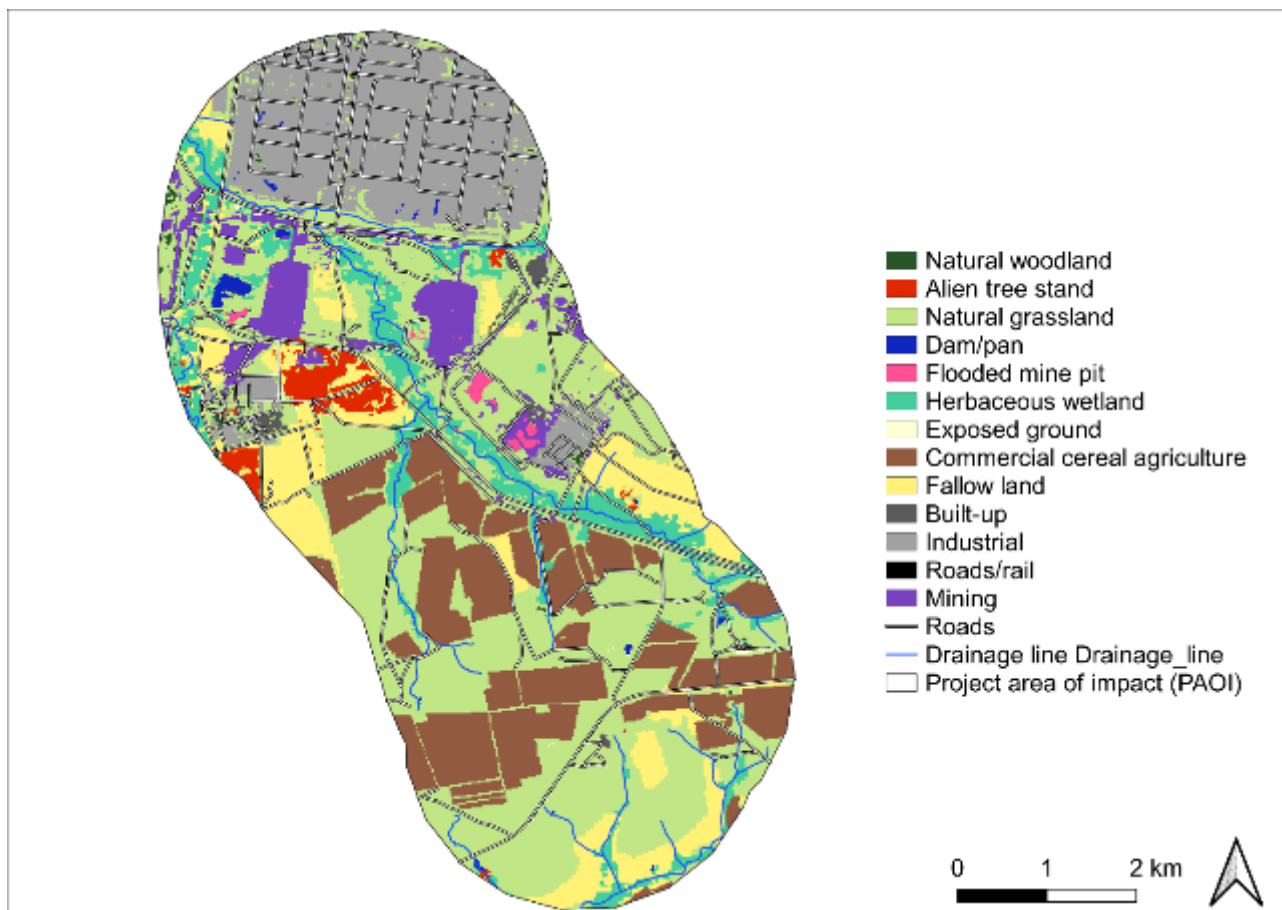 Natural woodland
Alien tree stand
Natural grassland
Dam/pan
Flooded mine pit
Herbaceous wetland
Exposed ground
Commercial cereal agriculture
Fallow land
Built-up
Industrial
Roads/rail
Mining
Roads
Drainage line Drainage_line
Project area of impact (PAOI)
0 1 2 km